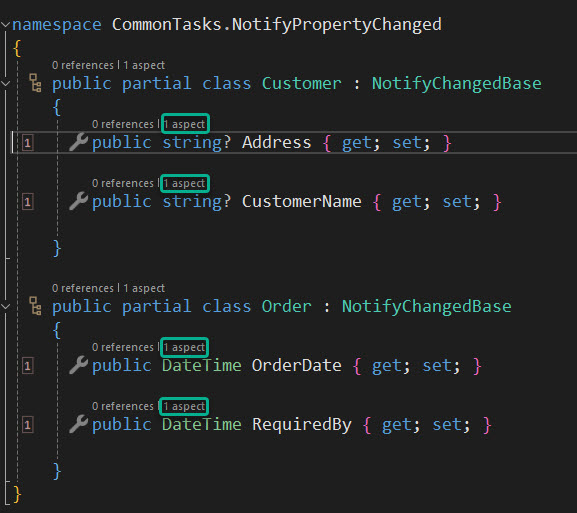 namespace CommonTasks.NotifyPropertyChanged
{
0 references | 1 aspect
public partial class Customer : NotifyChangedBase
{
0 references | 1 aspect
1 public string? Address { get; set; }
0 references | 1 aspect
1 public string? CustomerName { get; set; }
}
0 references | 1 aspect
public partial class Order : NotifyChangedBase
{
0 references | 1 aspect
1 public DateTime OrderDate { get; set; }
0 references | 1 aspect
1 public DateTime RequiredBy { get; set; }
}
}